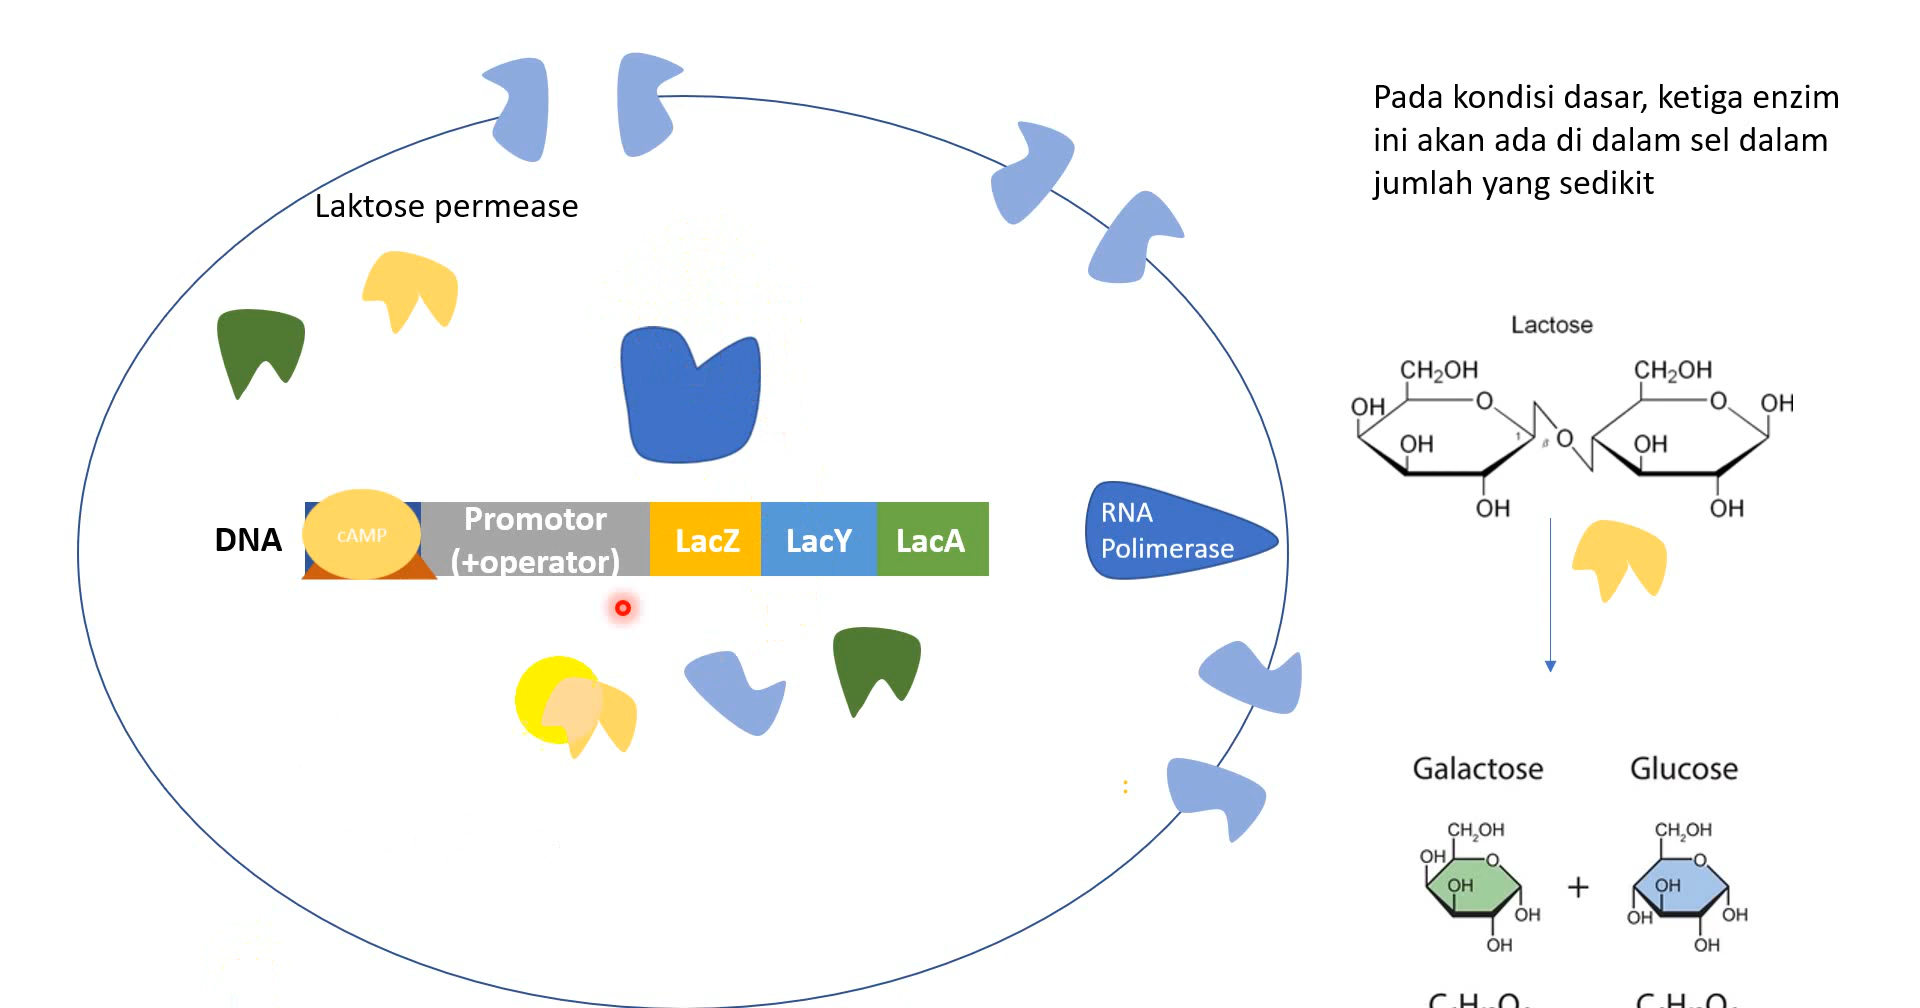 Pada kondisi dasar, ketiga enzim
ini akan ada di dalam sel dalam
jumlah yang sedikit
Laktose permease
DNA
cAMP
Promotor
(+operator)
LacZ
LacY
LacA
RNA
Polimerase
Lactose
CH₂OH
CH₂OH
OH
O
O
OH
OH
1
β
O
OH
OH
OH
Galactose
Glucose
CH₂OH
CH₂OH
OH
O
O
OH
+
OH
OH
OH
OH
OH
OH